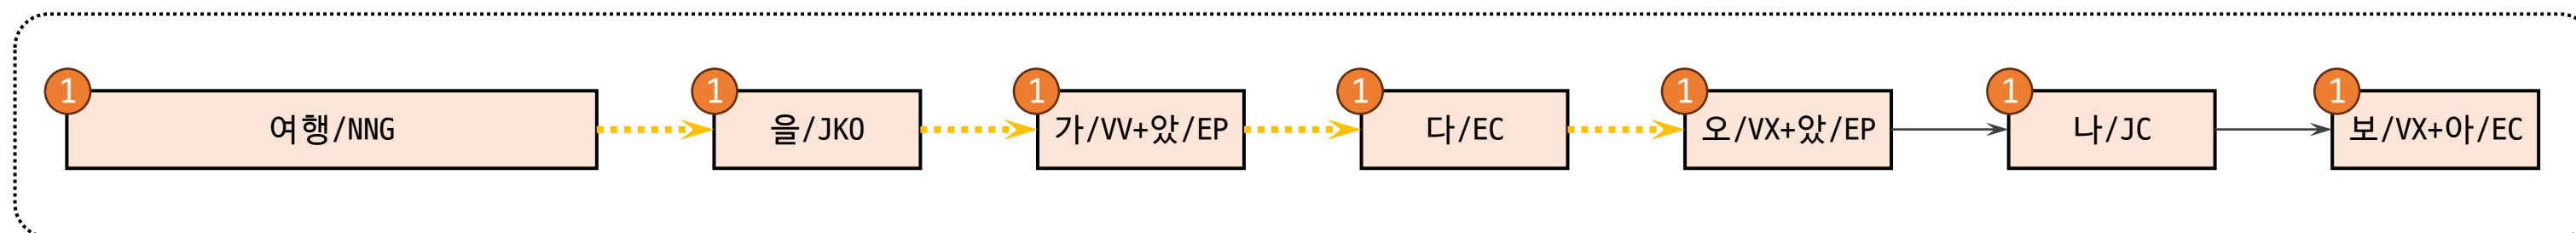 1 1 1 1 1 1 1
여행/NNG 을/JKO 가/VV+았/EP 다/EC 오/VX+았/EP 나/JC 보/VX+아/EC